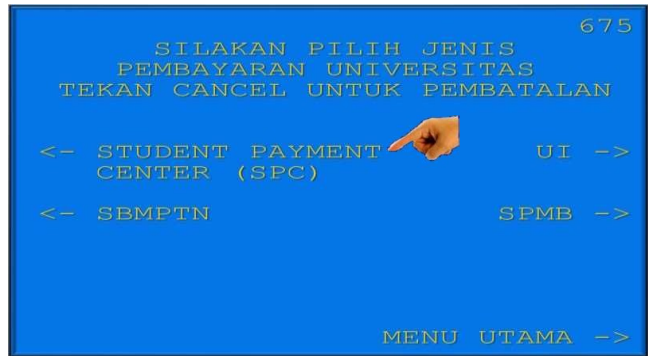 675
SILAKAN PILIH JENIS
PEMBAYARAN UNIVERSITAS
TEKAN CANCEL UNTUK PEMBATALAN
<- STUDENT PAYMENT UI ->
CENTER (SPC)
<- SBMPTN SPMB ->
MENU UTAMA ->